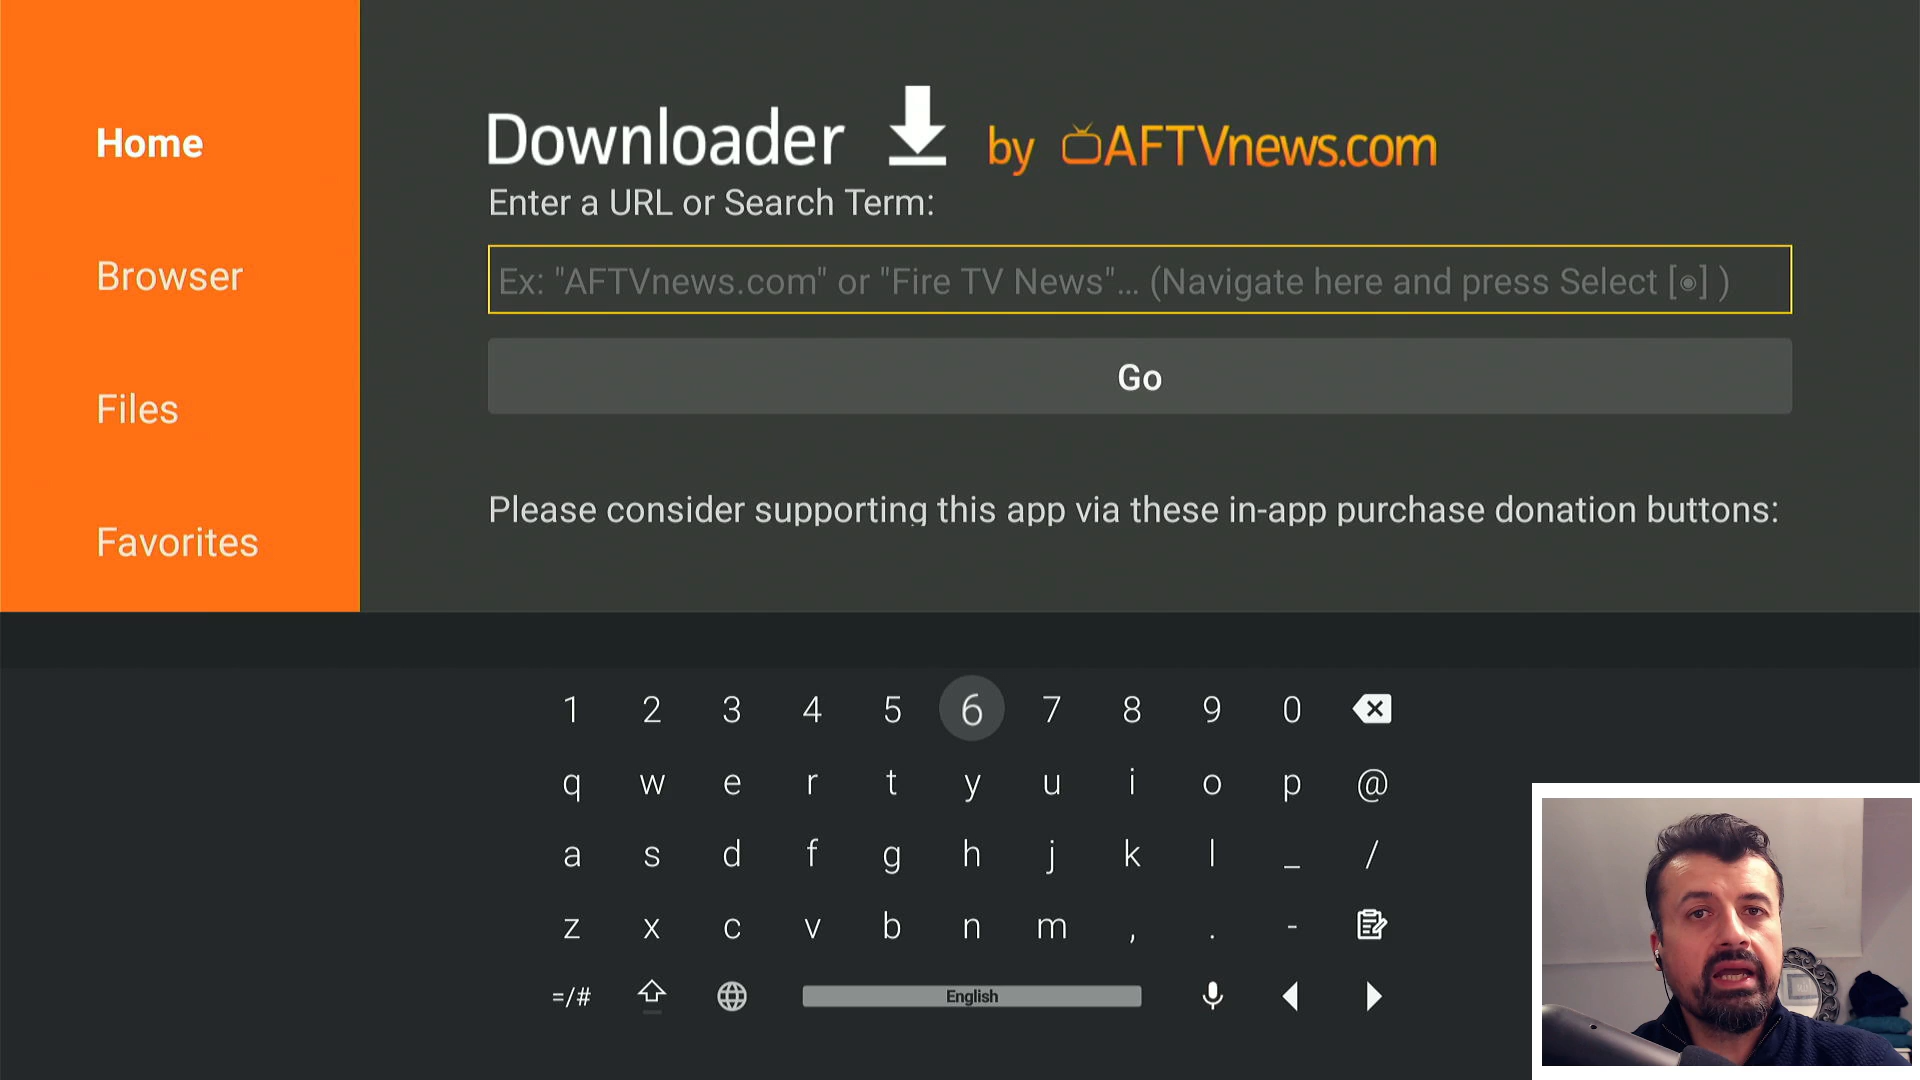 Home
Browser
Files
Favorites
Downloader by AFTVnews.com
Enter a URL or Search Term:
Ex: "AFTVnews.com" or "Fire TV News"... (Navigate here and press Select [◉] )
Go
Please consider supporting this app via these in-app purchase donation buttons:
1 2 3 4 5 6 7 8 9 0
q w e r t y u i o p @
a s d f g h j k l _ /
z x c v b n m , . -
=/# English